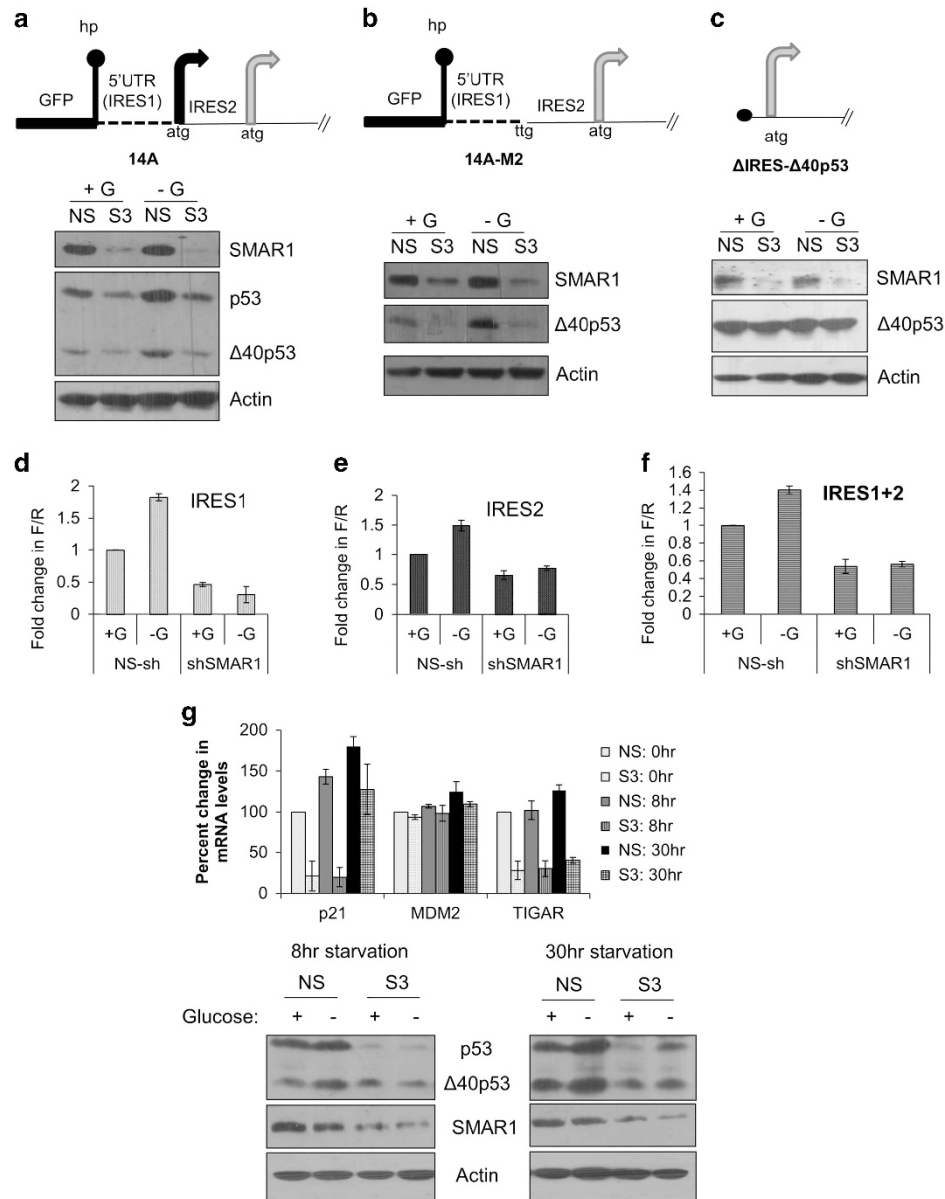 a
hp
GFP
5'UTR
(IRES1)
IRES2
atg
atg
14A
+ G
- G
NS S3 NS S3
SMAR1
p53
Δ40p53
Actin
b
hp
GFP
5'UTR
(IRES1)
IRES2
ttg
atg
14A-M2
+ G
- G
NS S3 NS S3
SMAR1
Δ40p53
Actin
c
atg
ΔIRES-Δ40p53
+ G
- G
NS S3 NS S3
SMAR1
Δ40p53
Actin
d
Fold change in F/R
2
1.5
1
0.5
0
IRES1
+G -G +G -G
NS-sh shSMAR1
e
Fold change in F/R
2
1.5
1
0.5
0
IRES2
+G -G +G -G
NS-sh shSMAR1
f
Fold change in F/R
1.6
1.4
1.2
1
0.8
0.6
0.4
0.2
0
IRES1+2
+G -G +G -G
NS-sh shSMAR1
g
Percent change in
mRNA levels
200
150
100
50
0
p21 MDM2 TIGAR
NS: 0hr
S3: 0hr
NS: 8hr
S3: 8hr
NS: 30hr
S3: 30hr
8hr starvation
30hr starvation
NS S3
NS S3
Glucose: + - + -
+ - + -
p53
Δ40p53
SMAR1
Actin